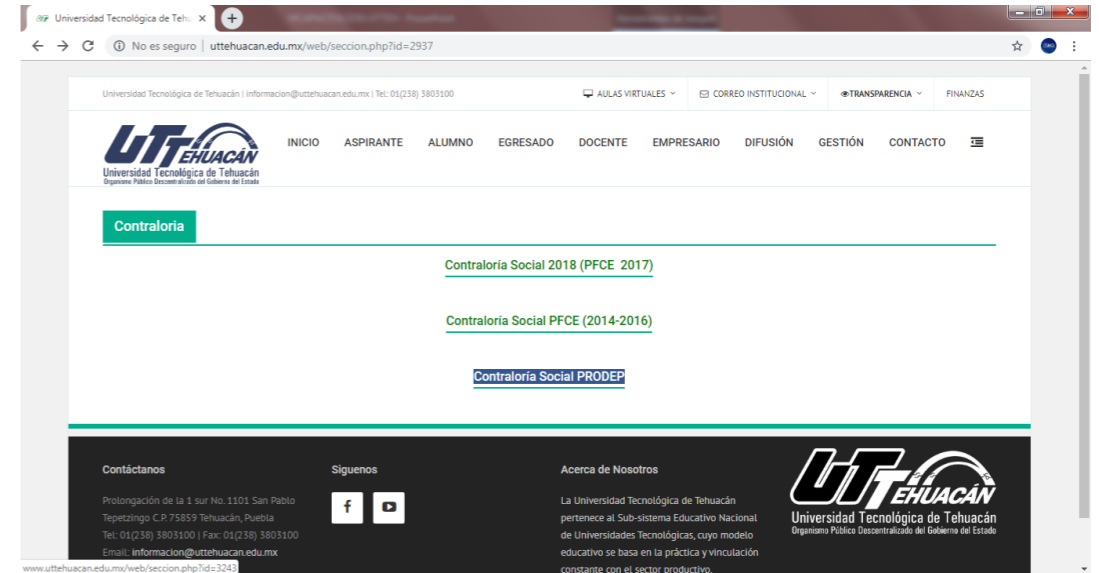 Universidad Tecnológica de Teh
No es seguro | uttehuacan.edu.mx/web/seccion.php?id=2937
Universidad Tecnológica de Tehuacán | informacion@uttehuacan.edu.mx | Tel: 01(238) 3803100
AULAS VIRTUALES
CORREO INSTITUCIONAL
TRANSPARENCIA
FINANZAS
UTTEHUACÁN
Universidad Tecnológica de Tehuacán
Organismo Público Descentralizado del Gobierno del Estado
INICIO ASPIRANTE ALUMNO EGRESADO DOCENTE EMPRESARIO DIFUSIÓN GESTIÓN CONTACTO
Contraloria
Contraloría Social 2018 (PFCE 2017)
Contraloría Social PFCE (2014-2016)
Contraloría Social PRODEP
Contáctanos
Prolongación de la 1 sur No. 1101 San Pablo
Tepetzingo C.P. 75859 Tehuacán, Puebla
Tel: 01(238) 3803100 | Fax: 01(238) 3803100
Email: informacion@uttehuacan.edu.mx
Siguenos
Acerca de Nosotros
La Universidad Tecnológica de Tehuacán
pertenece al Sub-sistema Educativo Nacional
de Universidades Tecnológicas, cuyo modelo
educativo se basa en la práctica y vinculación
constante con el sector productivo.
UTTEHUACÁN
Universidad Tecnológica de Tehuacán
Organismo Público Descentralizado del Gobierno del Estado
www.uttehuacan.edu.mx/web/seccion.php?id=3243